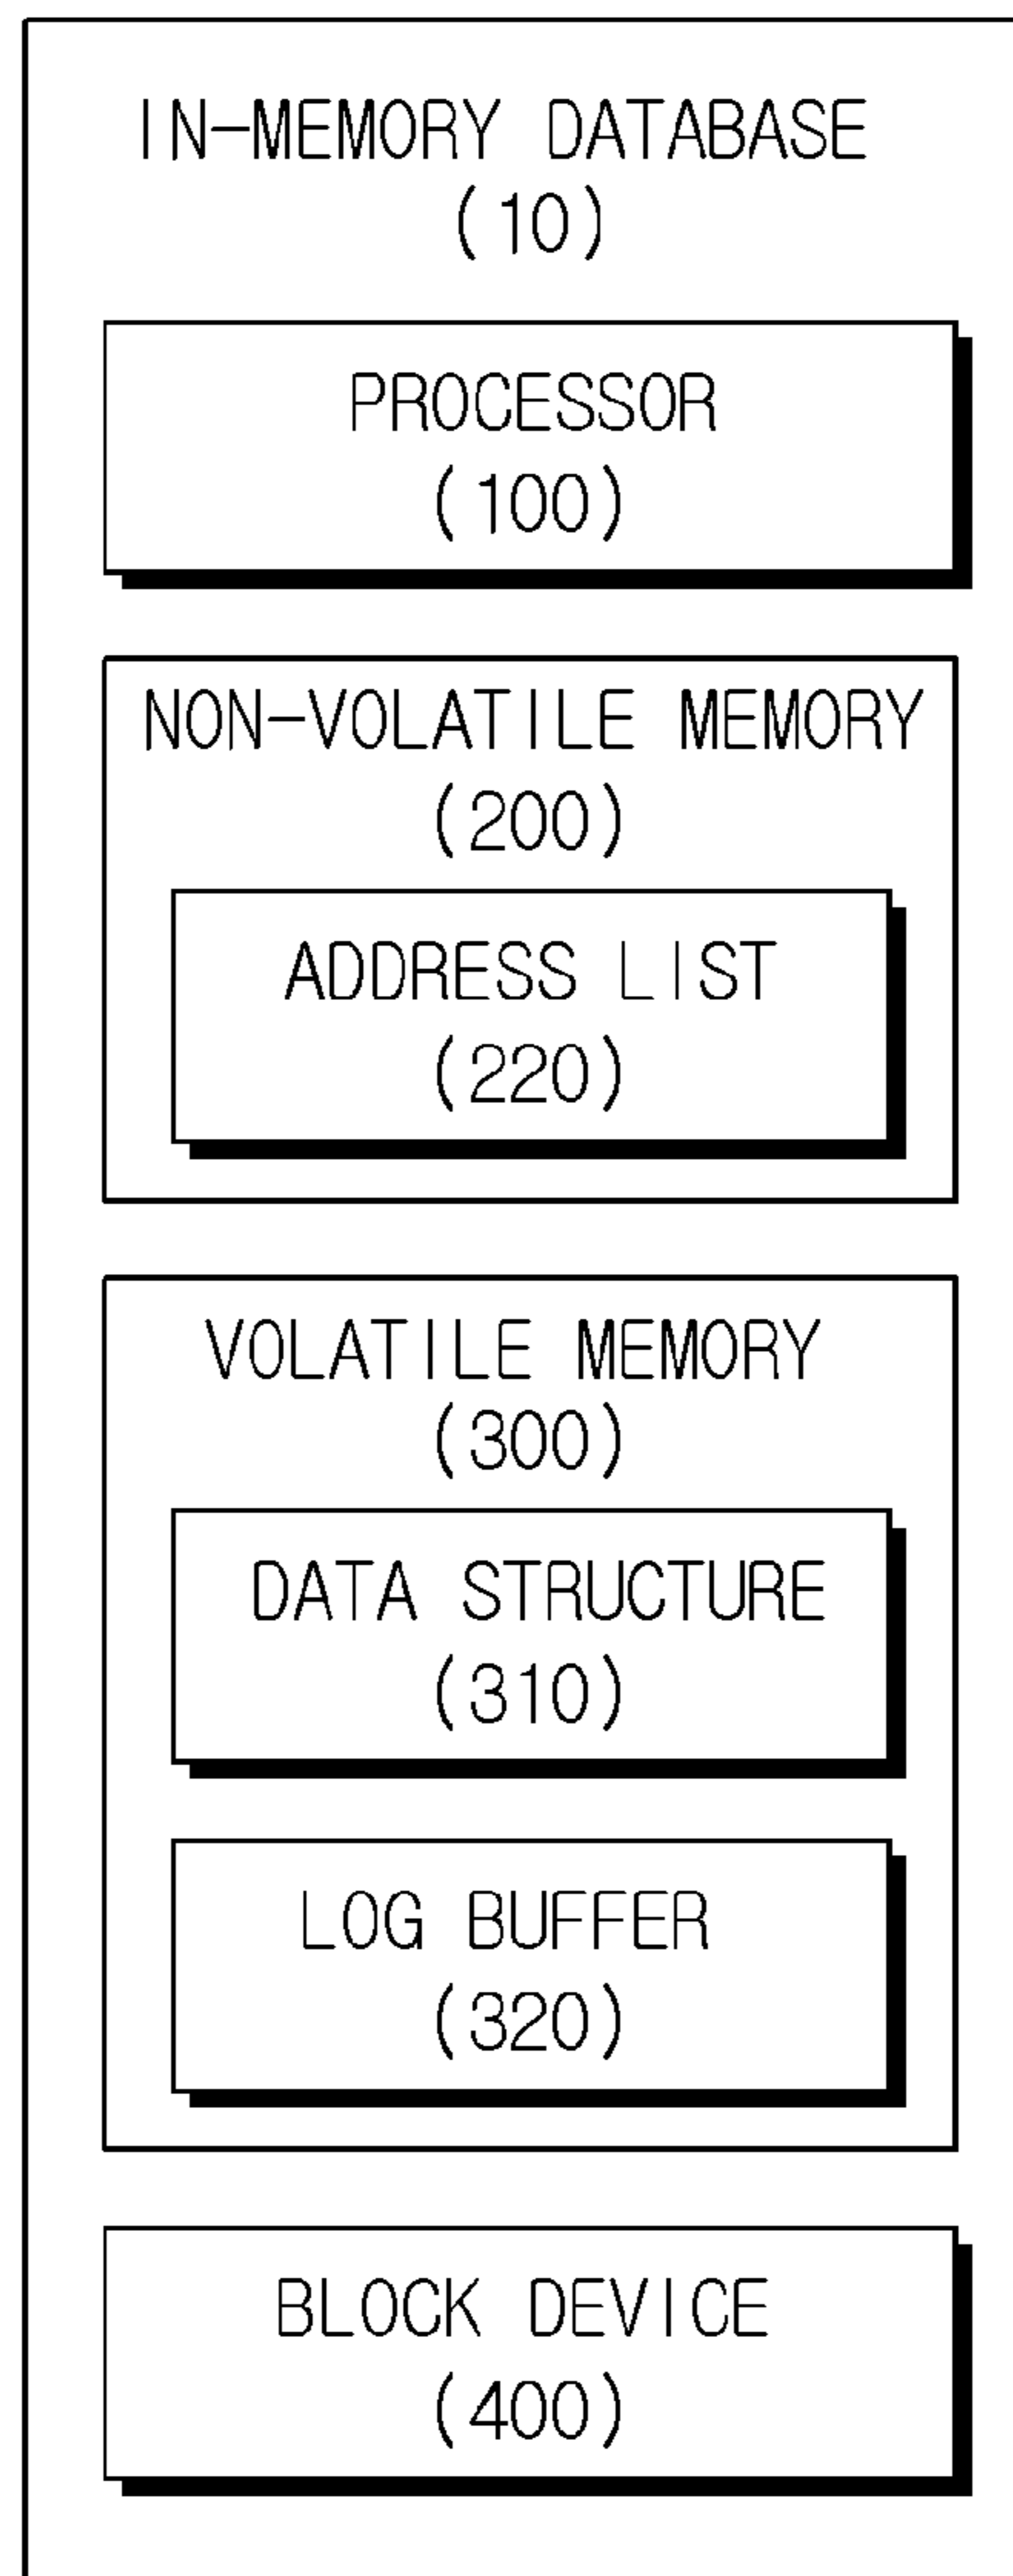 IN-MEMORY DATABASE
(10)
PROCESSOR
(100)
NON-VOLATILE MEMORY
(200)
ADDRESS LIST
(220)
VOLATILE MEMORY
(300)
DATA STRUCTURE
(310)
LOG BUFFER
(320)
BLOCK DEVICE
(400)